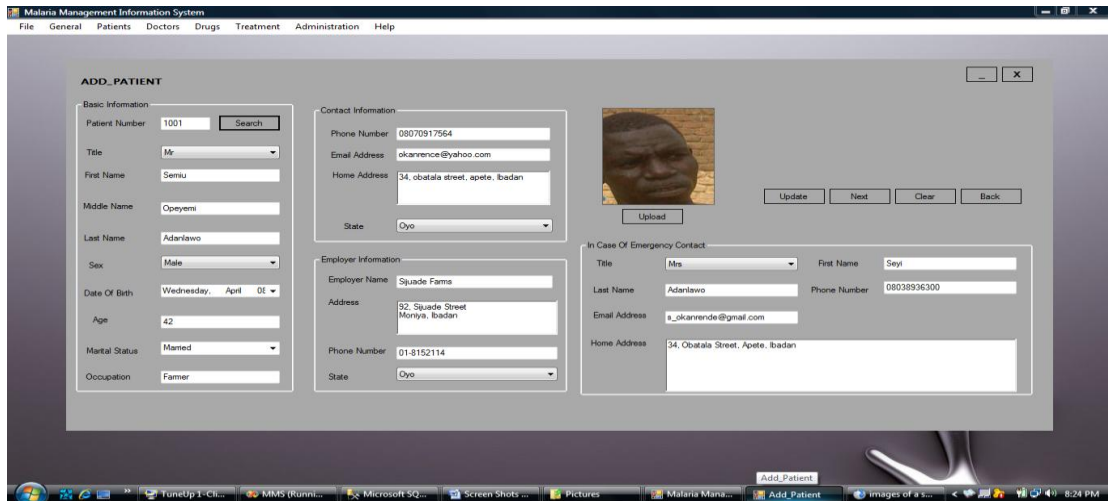 Malaria Management Information System
File General Patients Doctors Drugs Treatment Administration Help
ADD_PATIENT
Basic Information
Patient Number 1001 Search
Title Mr
First Name Semiu
Middle Name Opeyemi
Last Name Adanlawo
Sex Male
Date Of Birth Wednesday, April 08
Age 42
Marital Status Married
Occupation Farmer
Contact Information
Phone Number 08070917564
Email Address okanrence@yahoo.com
Home Address 34, obatala street, apete, Ibadan
State Oyo
Employer Information
Employer Name Sijuade Farms
Address 92, Sijuade Street
Moniya, Ibadan
Phone Number 01-8152114
State Oyo
Upload
Update Next Clear Back
In Case Of Emergency Contact
Title Mrs First Name Seyi
Last Name Adanlawo Phone Number 08038936300
Email Address s_okanrende@gmail.com
Home Address 34, Obatala Street, Apete, Ibadan
Add_Patient
TuneUp 1-Cli... MMS (Runni... Microsoft SQ... Screen Shots ... Pictures Malaria Mana... Add_Patient images of a s... 8:24 PM